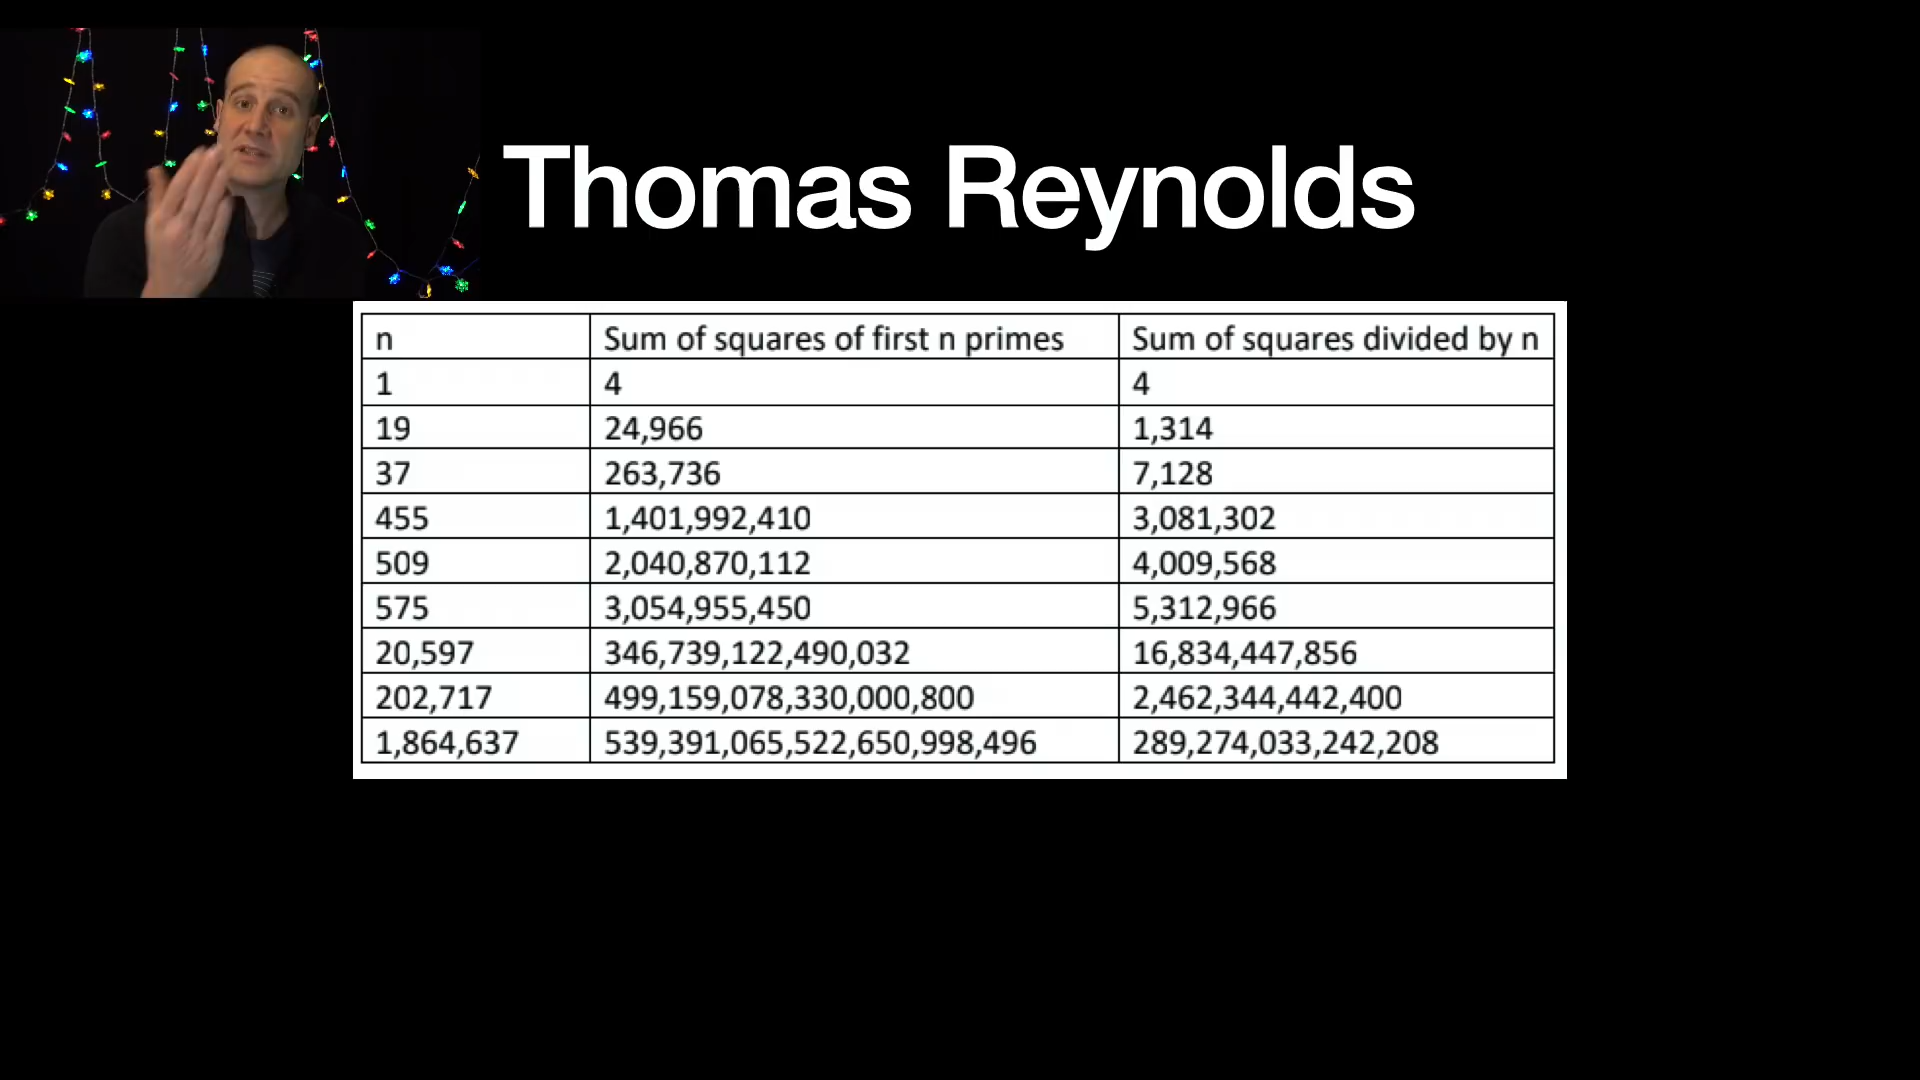 Thomas Reynolds
n Sum of squares of first n primes Sum of squares divided by n
1 4 4
19 24,966 1,314
37 263,736 7,128
455 1,401,992,410 3,081,302
509 2,040,870,112 4,009,568
575 3,054,955,450 5,312,966
20,597 346,739,122,490,032 16,834,447,856
202,717 499,159,078,330,000,800 2,462,344,442,400
1,864,637 539,391,065,522,650,998,496 289,274,033,242,208